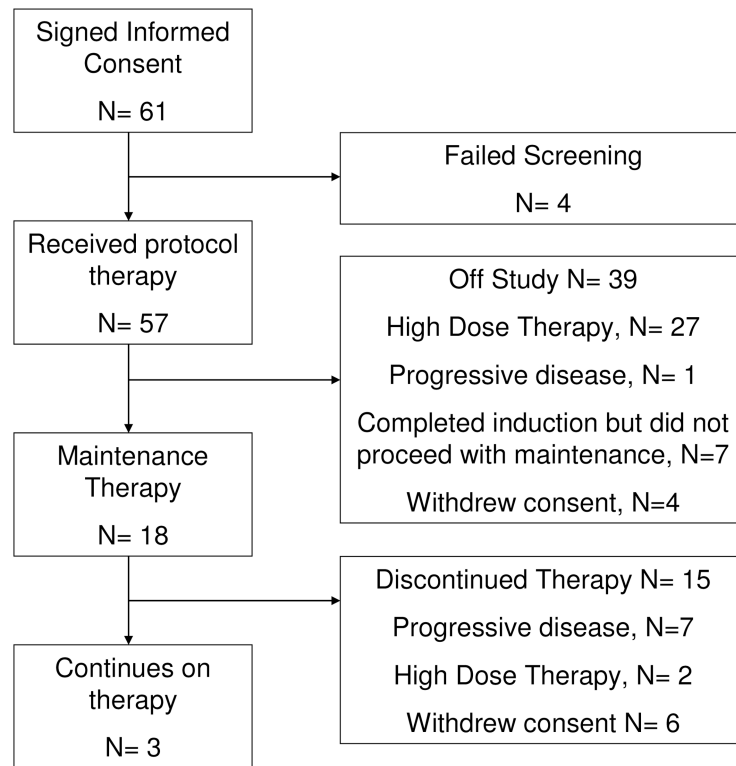 Signed Informed
Consent
N= 61
Failed Screening
N= 4
Received protocol
therapy
N= 57
Off Study N= 39
High Dose Therapy, N= 27
Progressive disease, N= 1
Completed induction but did not
proceed with maintenance, N=7
Withdrew consent, N=4
Maintenance
Therapy
N= 18
Discontinued Therapy N= 15
Progressive disease, N=7
High Dose Therapy, N= 2
Withdrew consent N= 6
Continues on
therapy
N= 3